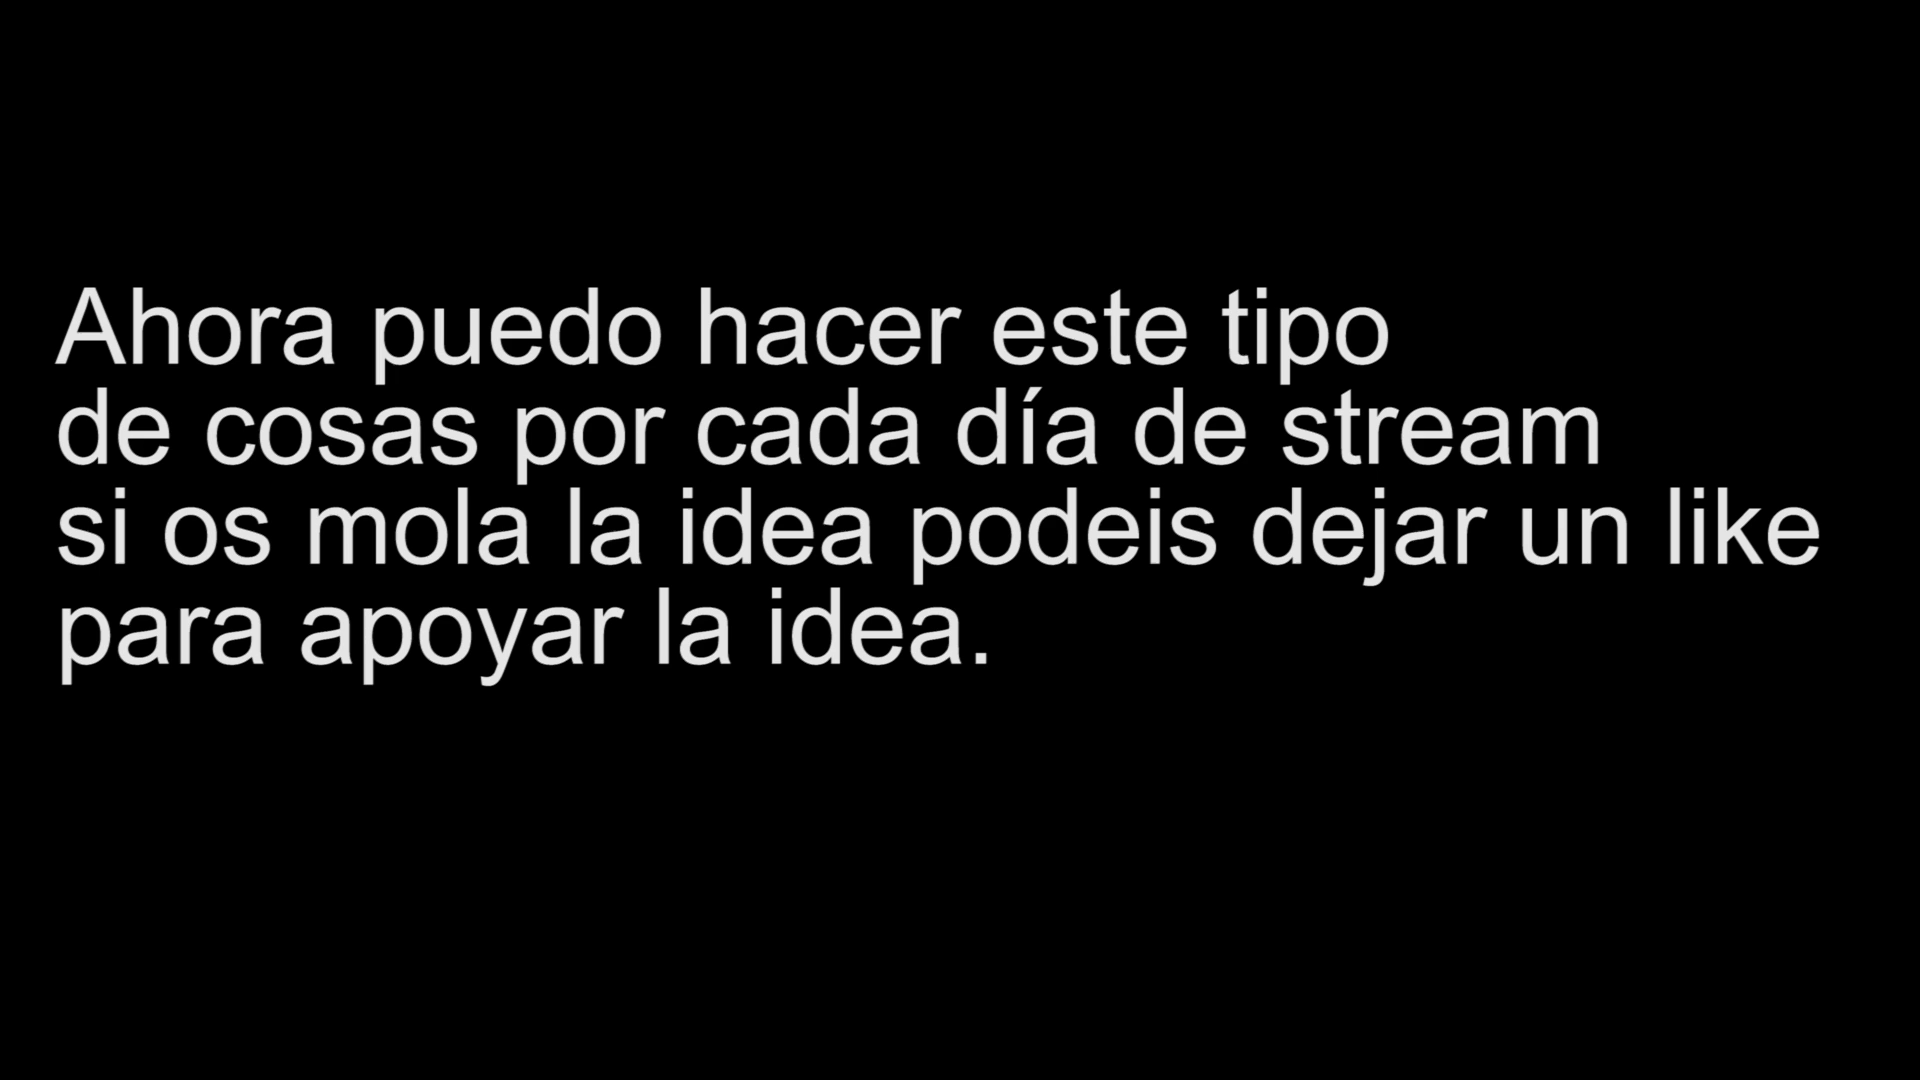 Ahora puedo hacer este tipo
de cosas por cada día de stream
si os mola la idea podeis dejar un like
para apoyar la idea.